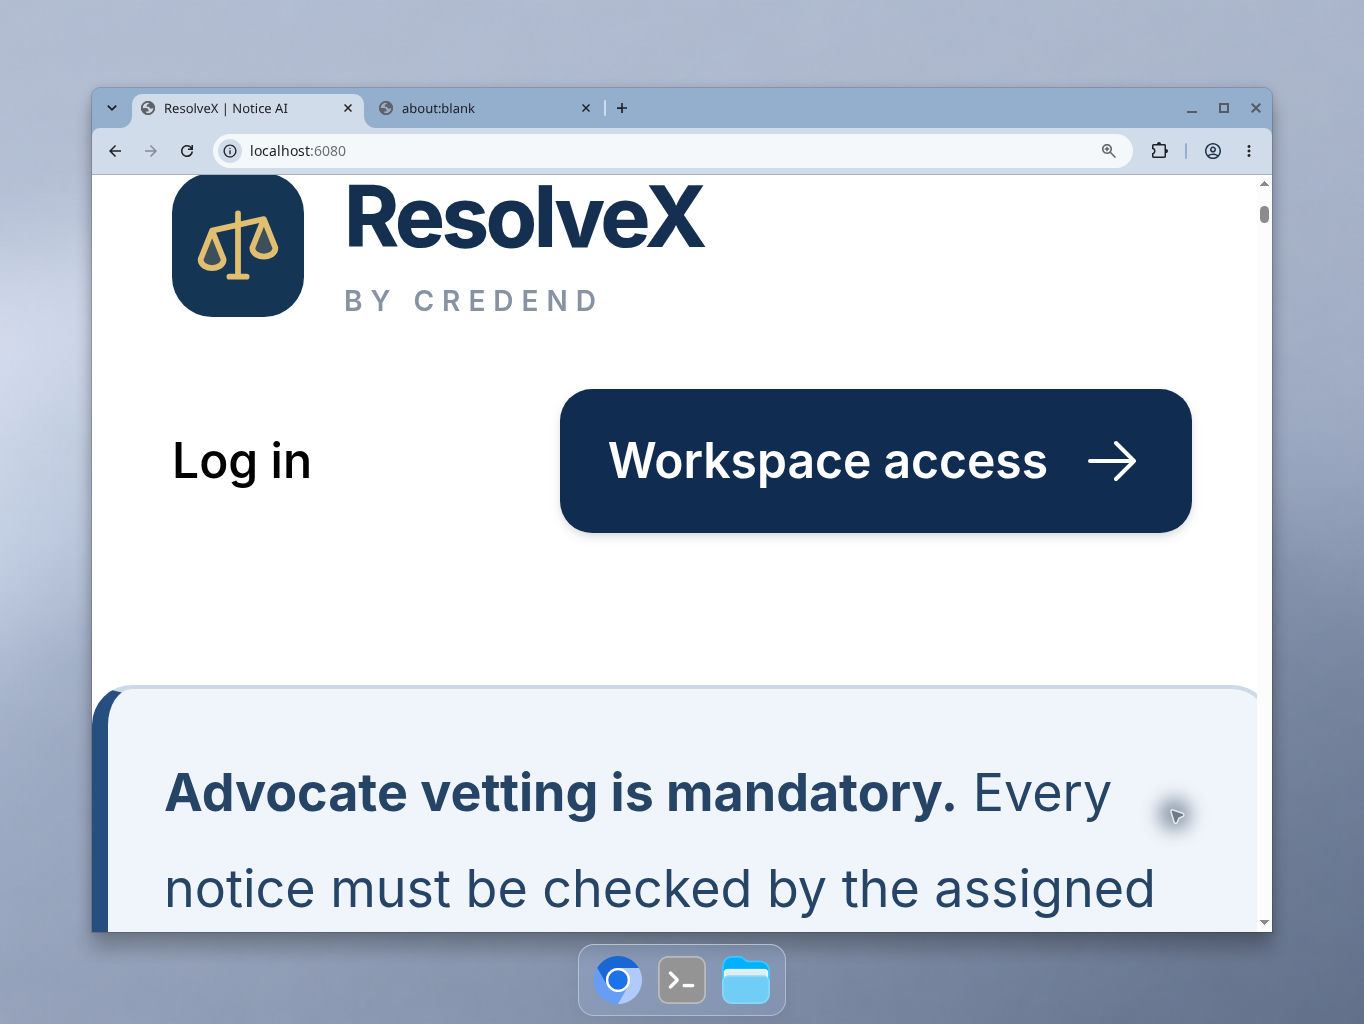 ResolveX | Notice AI
about:blank
localhost:6080
ResolveX
BY CREDEND
Log in
Workspace access
Advocate vetting is mandatory. Every
notice must be checked by the assigned